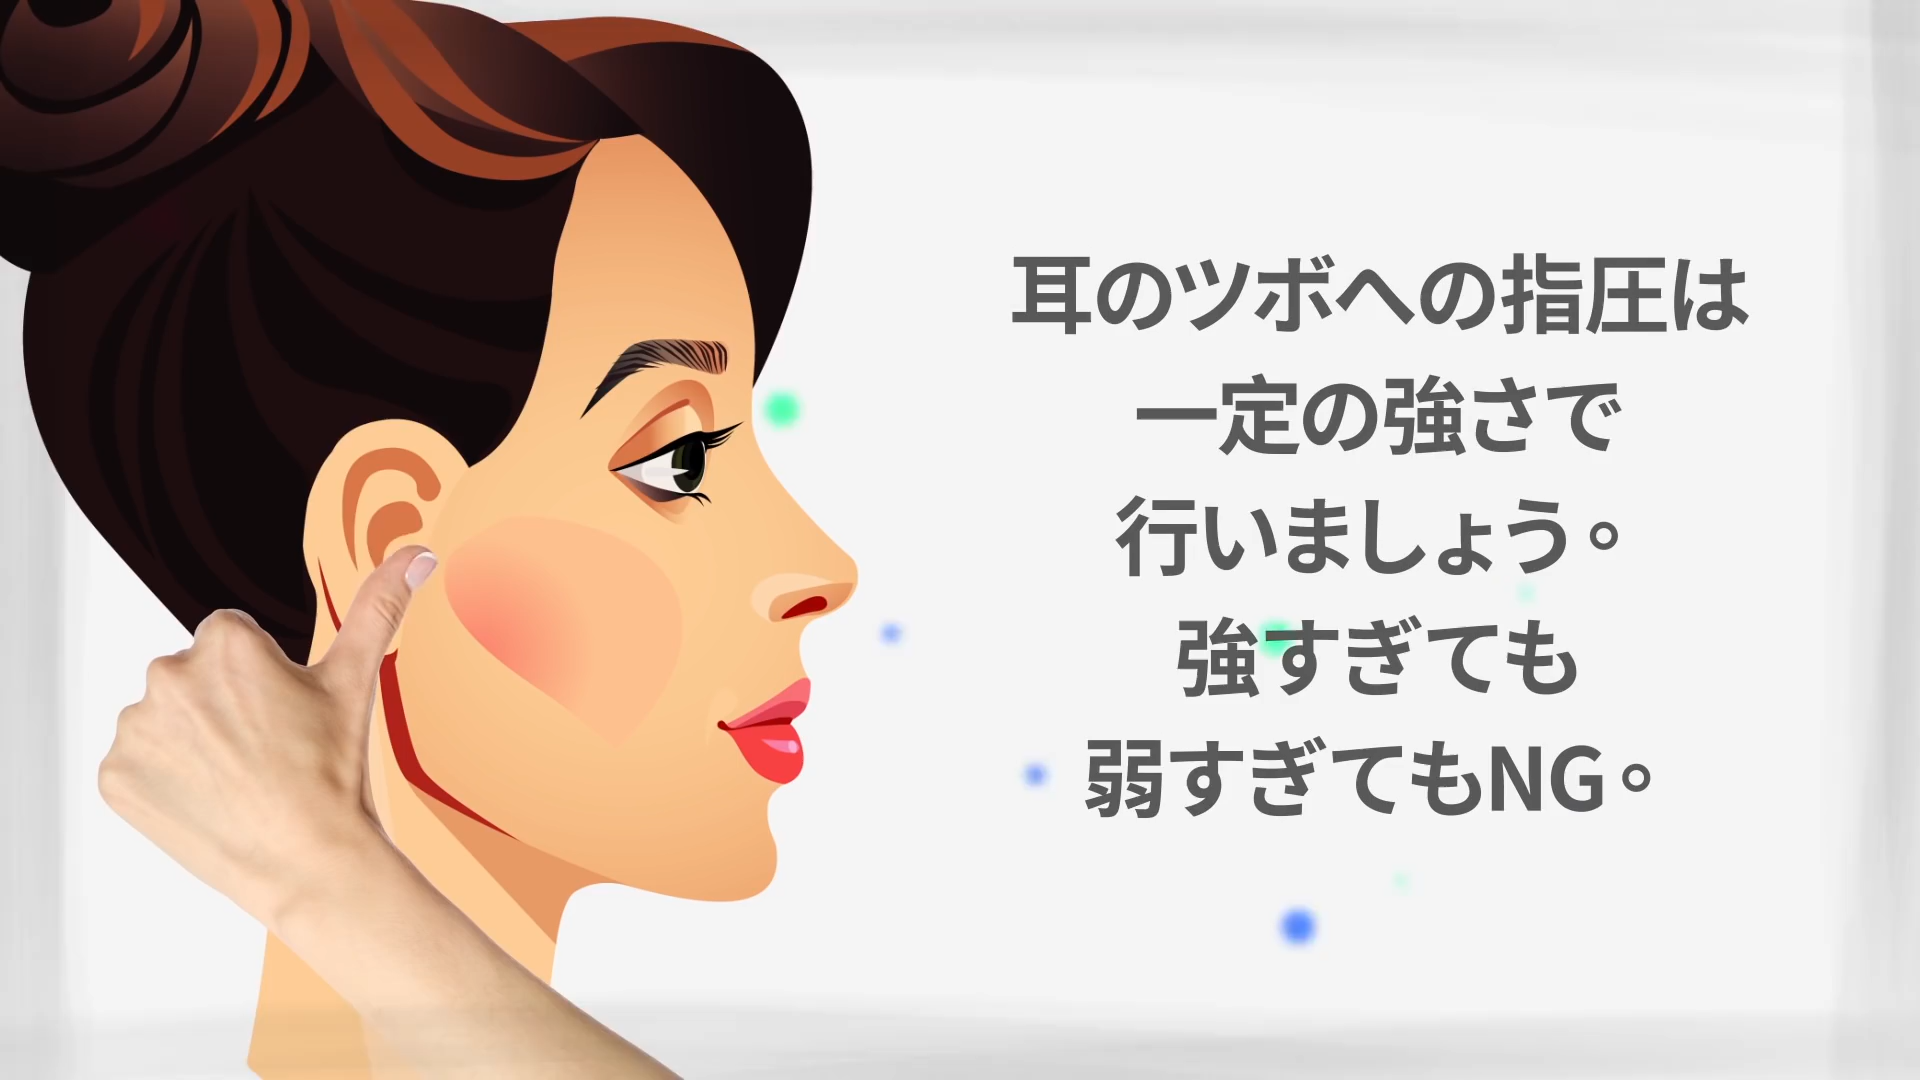 耳のツボへの指圧は
一定の強さで
行いましょう。
強すぎても
弱すぎてもNG。